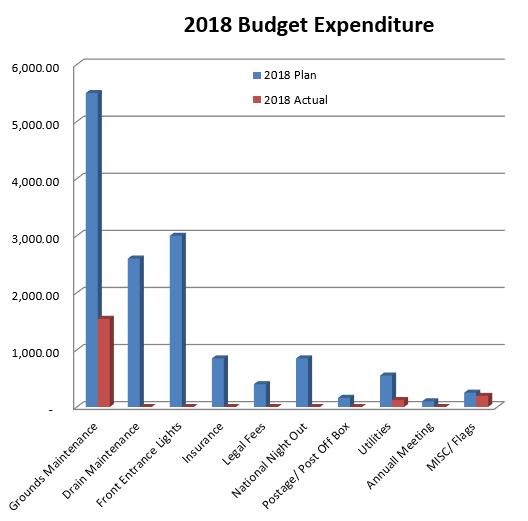 2018 Budget Expenditure
2018 Plan
2018 Actual
6,000.00
5,000.00
4,000.00
3,000.00
2,000.00
1,000.00
-
Grounds Maintenance
Drain Maintenance
Front Entrance Lights
Insurance
Legal Fees
National Night Out
Postage/ Post Off Box
Utilities
Annuall Meeting
MISC/ Flags